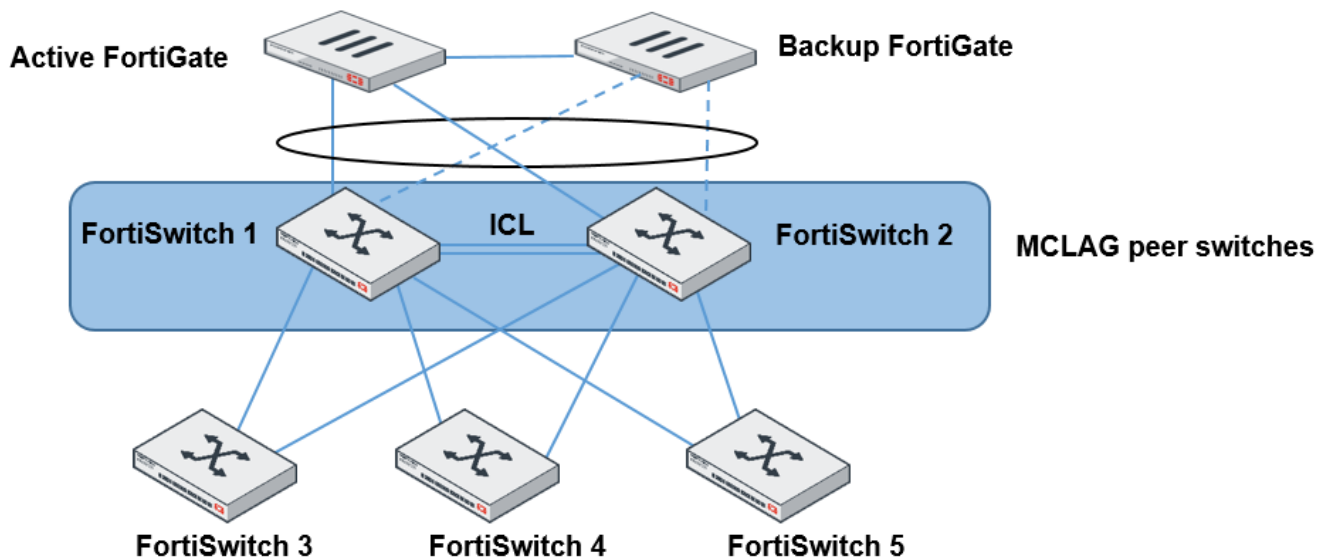 Active FortiGate
Backup FortiGate
FortiSwitch 1
ICL
FortiSwitch 2
MCLAG peer switches
FortiSwitch 3
FortiSwitch 4
FortiSwitch 5